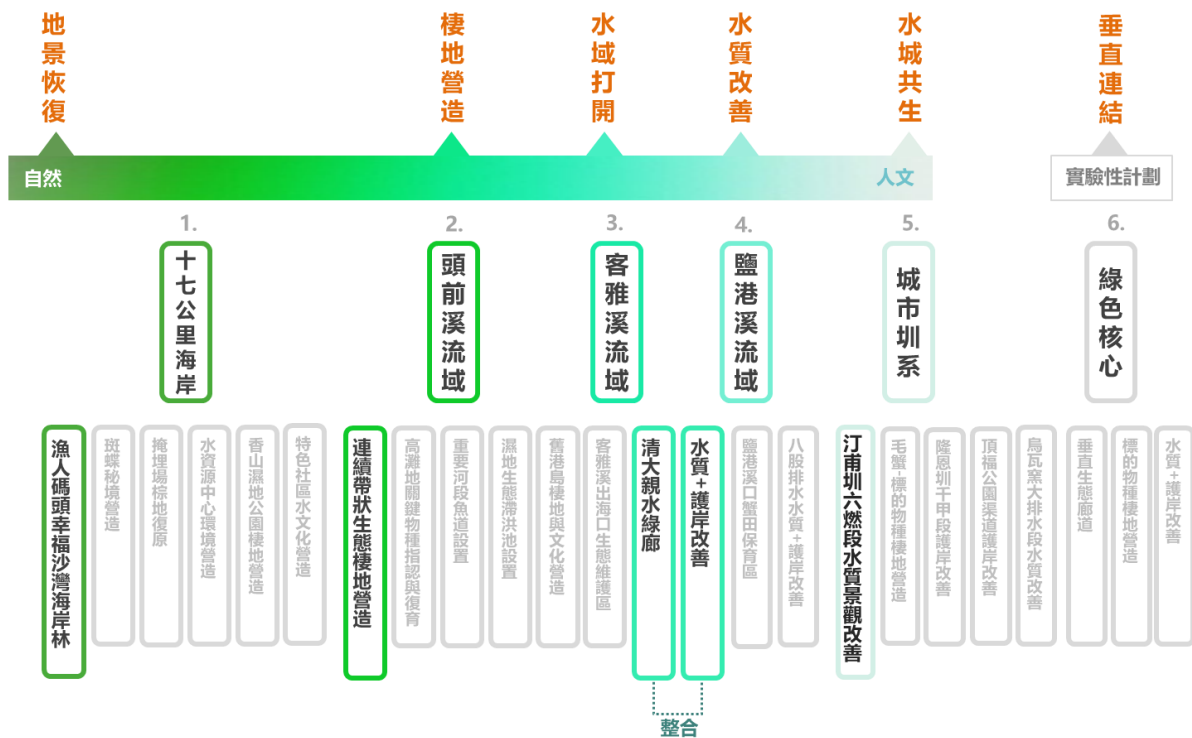 地景恢復
棲地營造
水域打開
水質改善
水城共生
垂直連結
自然
人文
實驗性計劃
1.
2.
3.
4.
5.
6.
十七公里海岸
頭前溪流域
客雅溪流域
鹽港溪流域
城市圳系
綠色核心
漁人碼頭幸福沙灣海岸林
斑蝶秘境營造
掩埋場棕地復原
水資源中心環境營造
香山濕地公園棲地營造
特色社區水文化營造
連續帶狀生態棲地營造
高灘地關鍵物種指認與復育
重要河段魚道設置
濕地生態滯洪池設置
舊港島棲地與文化營造
客雅溪出海口生態維護區
清大親水綠廊
水質+護岸改善
鹽港溪口蟹田保育區
八股排水水質+護岸改善
汀甫圳六燃段水質景觀改善
毛蟹-標的物種棲地營造
隆恩圳干甲段護岸改善
頂福公園渠道護岸改善
烏瓦窯大排水段水質改善
垂直生態廊道
標的物種棲地營造
水質+護岸改善
整合